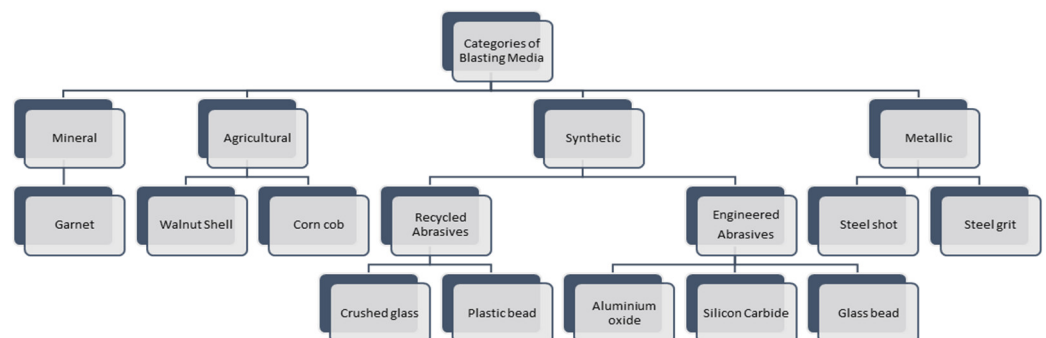 Categories of
Blasting Media
Mineral
Agricultural
Synthetic
Metallic
Garnet
Walnut Shell
Corn cob
Recycled
Abrasives
Engineered
Abrasives
Steel shot
Steel grit
Crushed glass
Plastic bead
Aluminium
oxide
Silicon Carbide
Glass bead